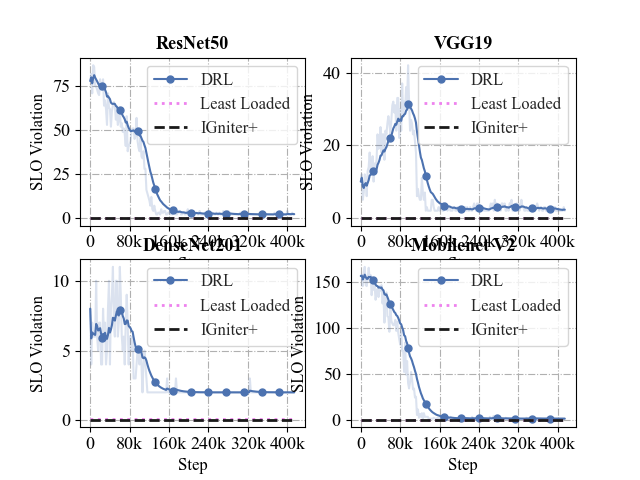 ResNet50
SLO Violation
75
50
25
0
DRL
Least Loaded
IGniter+
0 80k 160k 240k 320k 400k
VGG19
SLO Violation
40
20
0
DRL
Least Loaded
IGniter+
0 80k 160k 240k 320k 400k
DenseNet201
SLO Violation
10
5
0
DRL
Least Loaded
IGniter+
0 80k 160k 240k 320k 400k
Step
Mobilenet V2
SLO Violation
150
100
50
0
DRL
Least Loaded
IGniter+
0 80k 160k 240k 320k 400k
Step